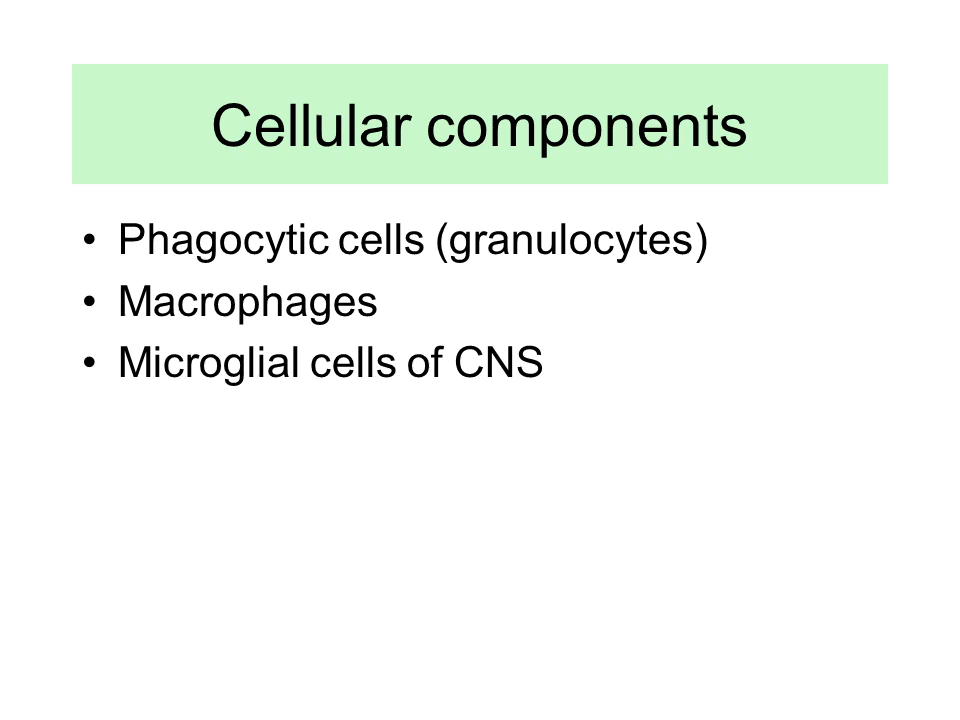 Cellular components
• Phagocytic cells (granulocytes)
• Macrophages
• Microglial cells of CNS